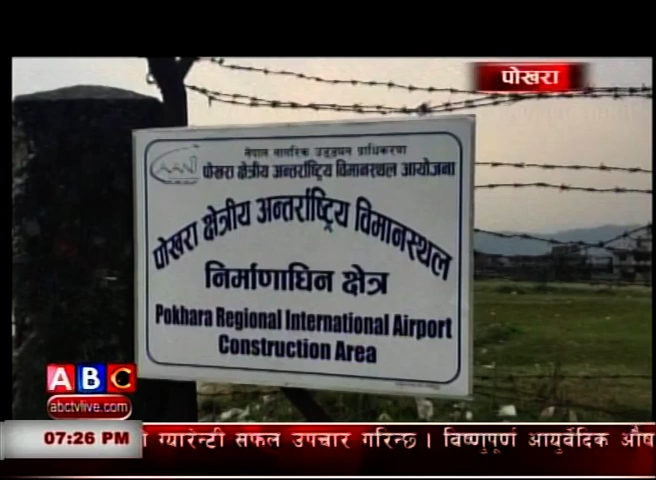 पोखरा
नेपाल नागरिक उड्डयन प्राधिकरण
पोखरा क्षेत्रीय अन्तर्राष्ट्रिय विमानस्थल आयोजना
पोखरा क्षेत्रीय अन्तर्राष्ट्रिय विमानस्थल
निर्माणाधिन क्षेत्र
Pokhara Regional International Airport
Construction Area
ABC
abctvlive.com
07:26 PM
ग्यारेन्टी सफल उपचार गरिन्छ । विष्णुपूर्ण आयुर्वेदिक औष